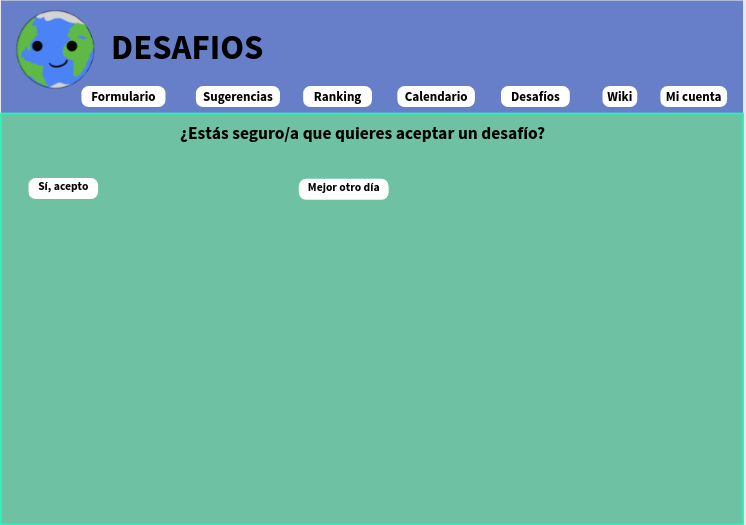 DESAFIOS
Formulario Sugerencias Ranking Calendario Desafíos Wiki Mi cuenta
¿Estás seguro/a que quieres aceptar un desafío?
Sí, acepto Mejor otro día